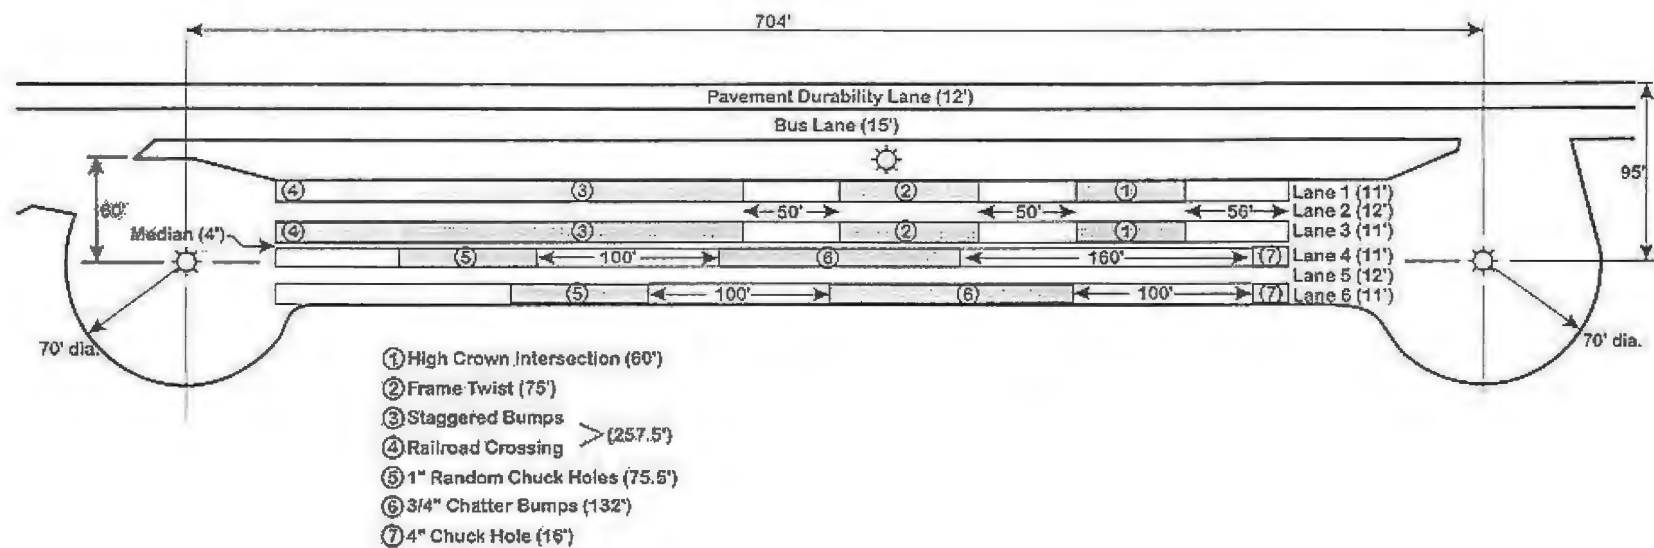 704'
Pavement Durability Lane (12')
Bus Lane (15')
95'
60'
④ ③ ② ① Lane 1 (11')
50' 50' 56' Lane 2 (12')
④ ③ ② ① Lane 3 (11')
Median (4')
⑤ 100' ⑥ 160' ⑦ Lane 4 (11')
Lane 5 (12')
⑤ 100' ⑥ 100' ⑦ Lane 6 (11')
70' dia.
70' dia.
① High Crown Intersection (60')
② Frame Twist (75')
③ Staggered Bumps
④ Railroad Crossing
(257.5')
⑤ 1" Random Chuck Holes (75.5')
⑥ 3/4" Chatter Bumps (132')
⑦ 4" Chuck Hole (16')